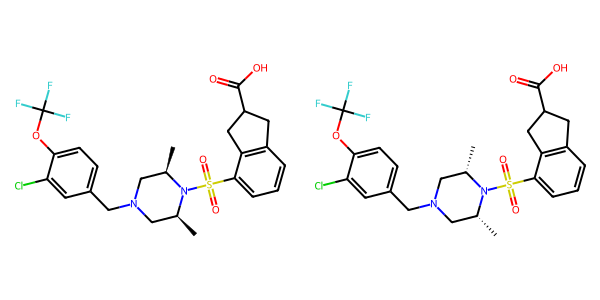 O OH O OH
F F
F F F F
O O O O
Cl N S Cl N S
N O N O